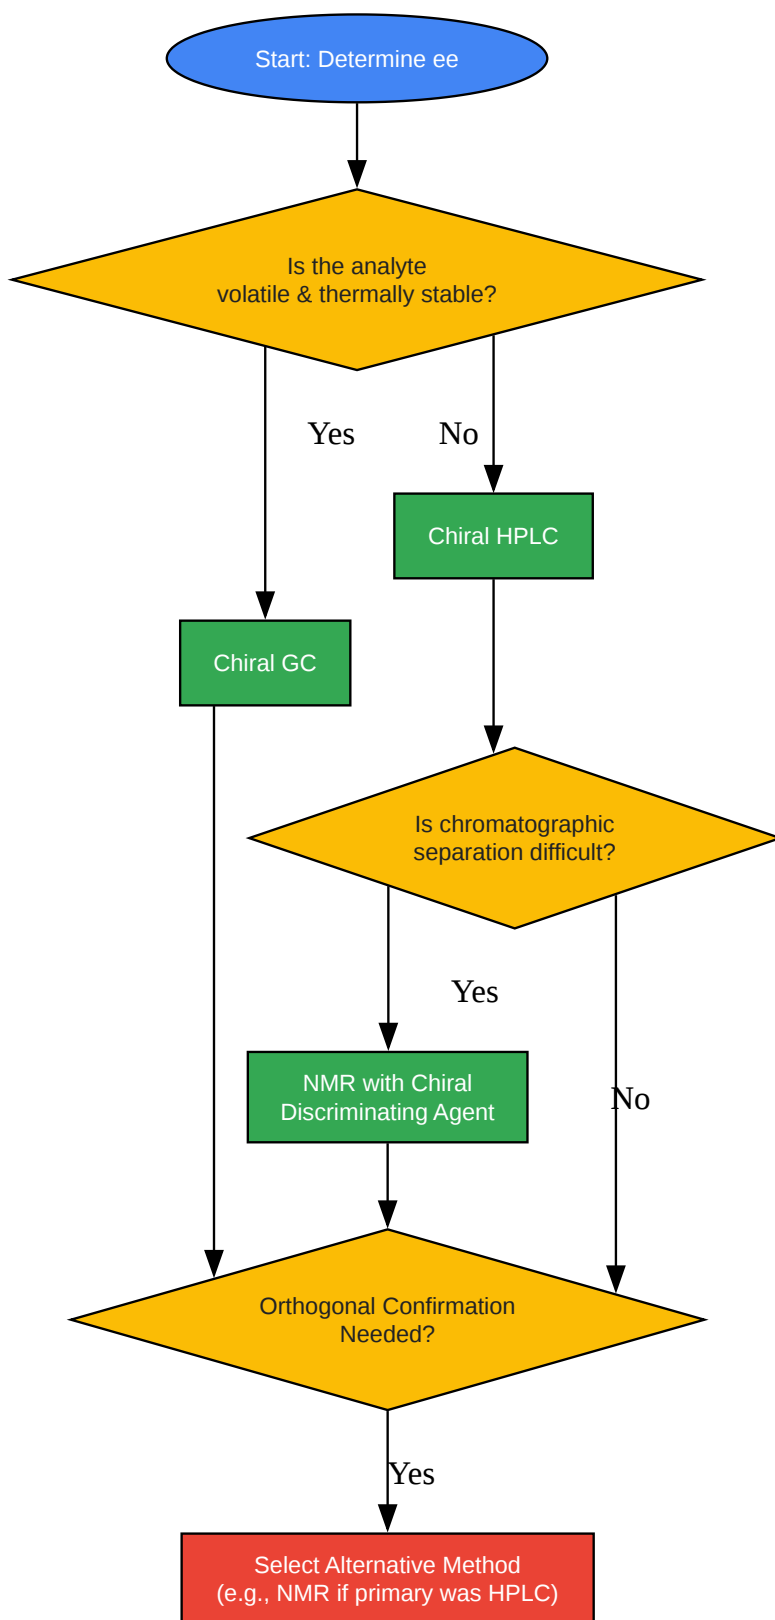 Start: Determine ee
Is the analyte
volatile & thermally stable?
Yes
No
Chiral HPLC
Chiral GC
Is chromatographic
separation difficult?
Yes
NMR with Chiral
Discriminating Agent
No
Orthogonal Confirmation
Needed?
Yes
Select Alternative Method
(e.g., NMR if primary was HPLC)